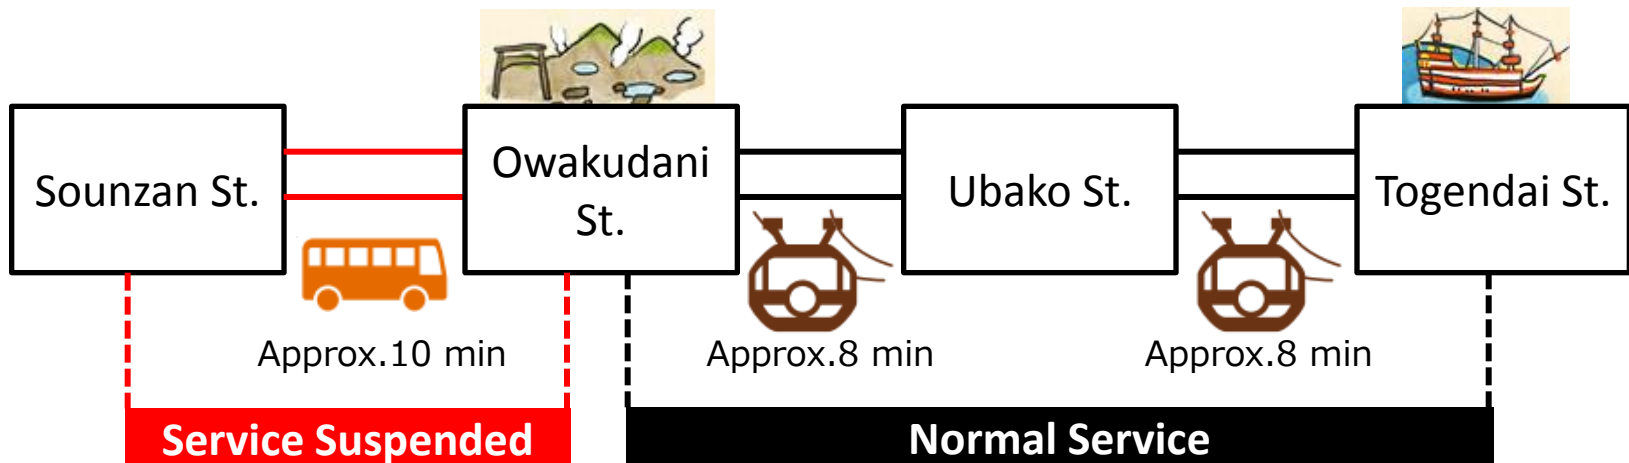 Sounzan St.
Owakudani
St.
Ubako St.
Togendai St.
Approx.10 min
Approx.8 min
Approx.8 min
Service Suspended
Normal Service